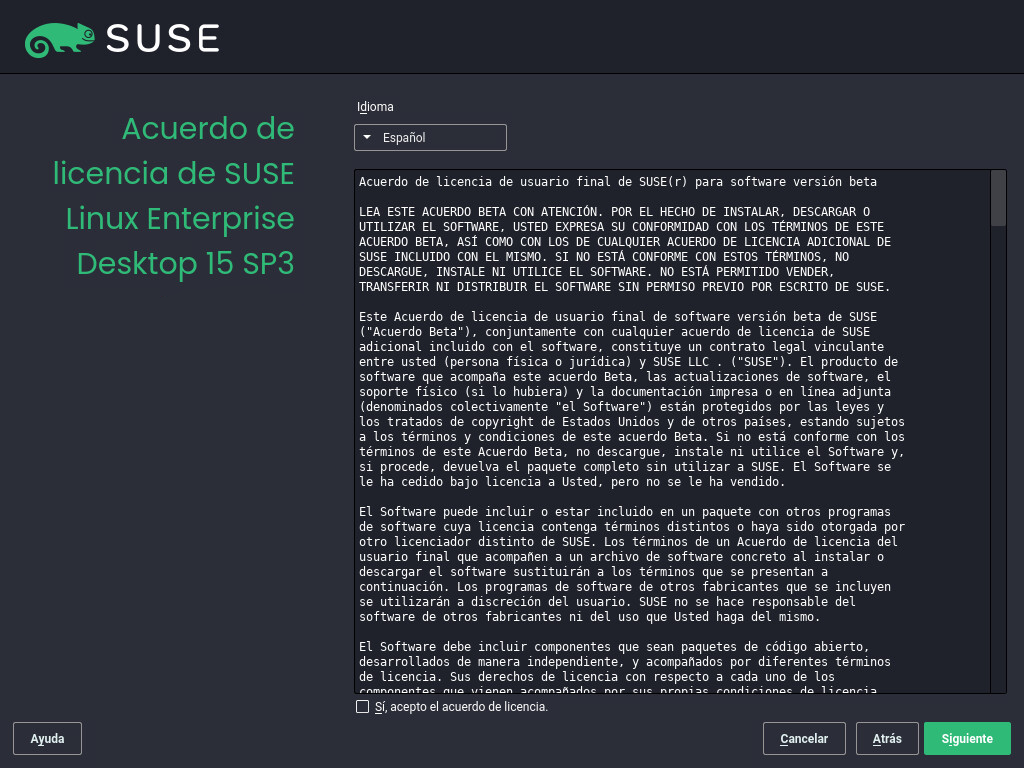 SUSE
Acuerdo de
licencia de SUSE
Linux Enterprise
Desktop 15 SP3
Idioma
Español
Acuerdo de licencia de usuario final de SUSE(r) para software versión beta
LEA ESTE ACUERDO BETA CON ATENCIÓN. POR EL HECHO DE INSTALAR, DESCARGAR O
UTILIZAR EL SOFTWARE, USTED EXPRESA SU CONFORMIDAD CON LOS TÉRMINOS DE ESTE
ACUERDO BETA, ASÍ COMO CON LOS DE CUALQUIER ACUERDO DE LICENCIA ADICIONAL DE
SUSE INCLUIDO CON EL MISMO. SI NO ESTÁ CONFORME CON ESTOS TÉRMINOS, NO
DESCARGUE, INSTALE NI UTILICE EL SOFTWARE. NO ESTÁ PERMITIDO VENDER,
TRANSFERIR NI DISTRIBUIR EL SOFTWARE SIN PERMISO PREVIO POR ESCRITO DE SUSE.
Este Acuerdo de licencia de usuario final de software versión beta de SUSE
("Acuerdo Beta"), conjuntamente con cualquier acuerdo de licencia de SUSE
adicional incluido con el software, constituye un contrato legal vinculante
entre usted (persona física o jurídica) y SUSE LLC . ("SUSE"). El producto de
software que acompaña este acuerdo Beta, las actualizaciones de software, el
soporte físico (si lo hubiera) y la documentación impresa o en línea adjunta
(denominados colectivamente "el Software") están protegidos por las leyes y
los tratados de copyright de Estados Unidos y de otros países, estando sujetos
a los términos y condiciones de este acuerdo Beta. Si no está conforme con los
términos de este Acuerdo Beta, no descargue, instale ni utilice el Software y,
si procede, devuelva el paquete completo sin utilizar a SUSE. El Software se
le ha cedido bajo licencia a Usted, pero no se le ha vendido.
El Software puede incluir o estar incluido en un paquete con otros programas
de software cuya licencia contenga términos distintos o haya sido otorgada por
otro licenciador distinto de SUSE. Los términos de un Acuerdo de licencia del
usuario final que acompañen a un archivo de software concreto al instalar o
descargar el software sustituirán a los términos que se presentan a
continuación. Los programas de software de otros fabricantes que se incluyen
se utilizarán a discreción del usuario. SUSE no se hace responsable del
software de otros fabricantes ni del uso que Usted haga del mismo.
El Software debe incluir componentes que sean paquetes de código abierto,
desarrollados de manera independiente, y acompañados por diferentes términos
de licencia. Sus derechos de licencia con respecto a cada uno de los
componentes que vienen acompañados por sus propias condiciones de licencia
Sí, acepto el acuerdo de licencia.
Ayuda
Cancelar
Atrás
Siguiente